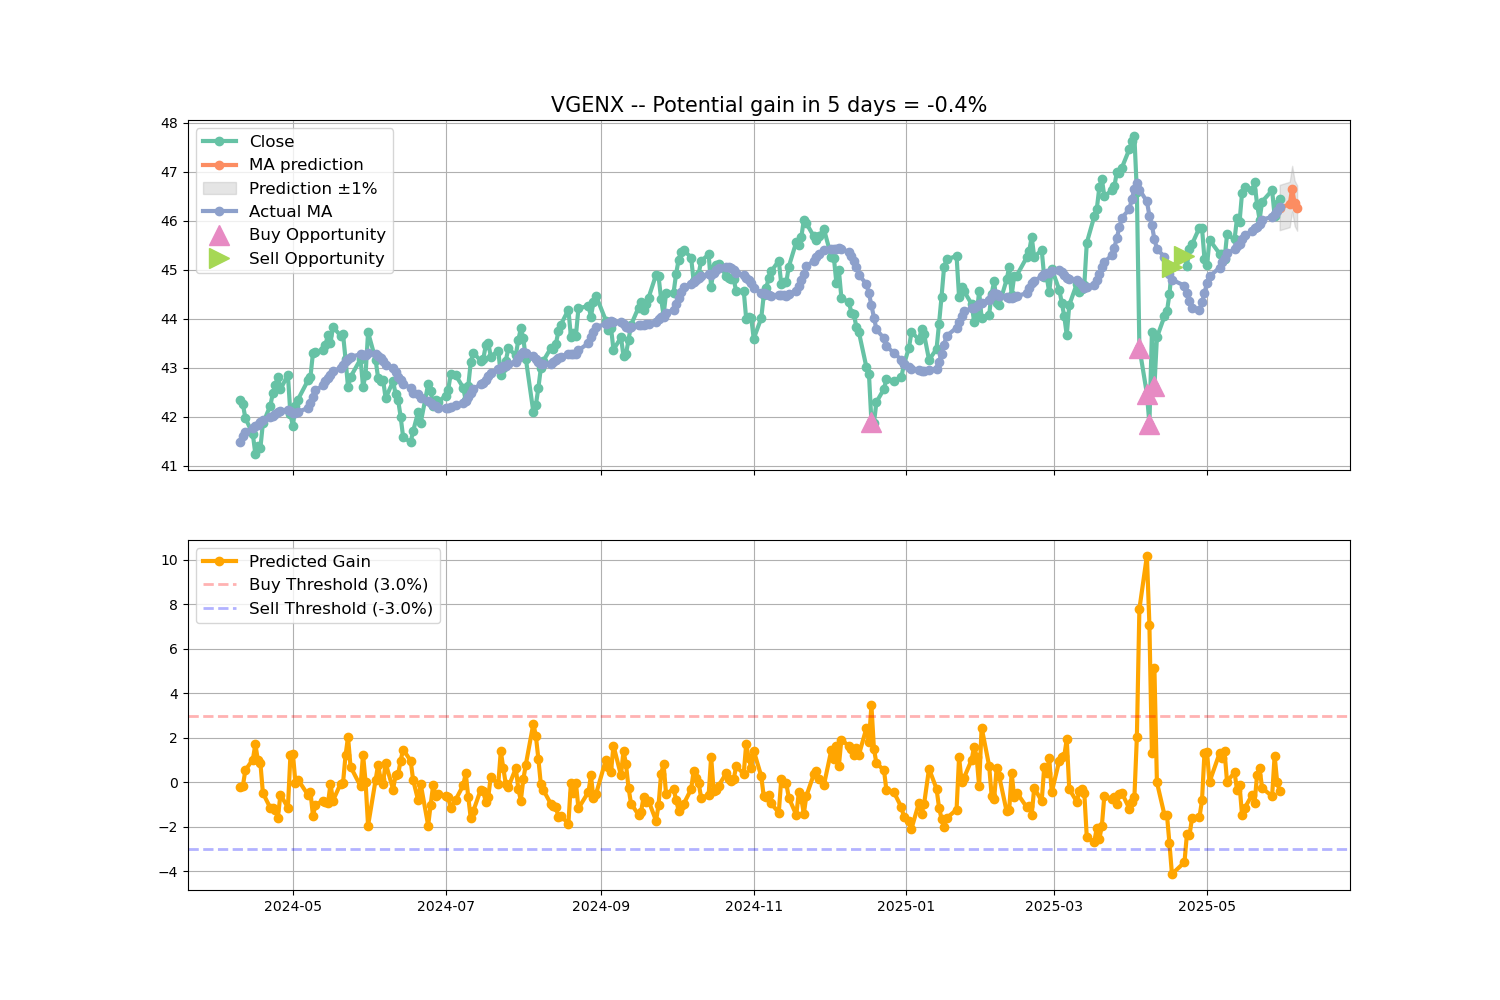 VGENX -- Potential gain in 5 days = -0.4%
48
47
46
45
44
43
42
41
Close
MA prediction
Prediction ±1%
Actual MA
Buy Opportunity
Sell Opportunity
10
8
6
4
2
0
−2
−4
Predicted Gain
Buy Threshold (3.0%)
Sell Threshold (-3.0%)
2024-05
2024-07
2024-09
2024-11
2025-01
2025-03
2025-05